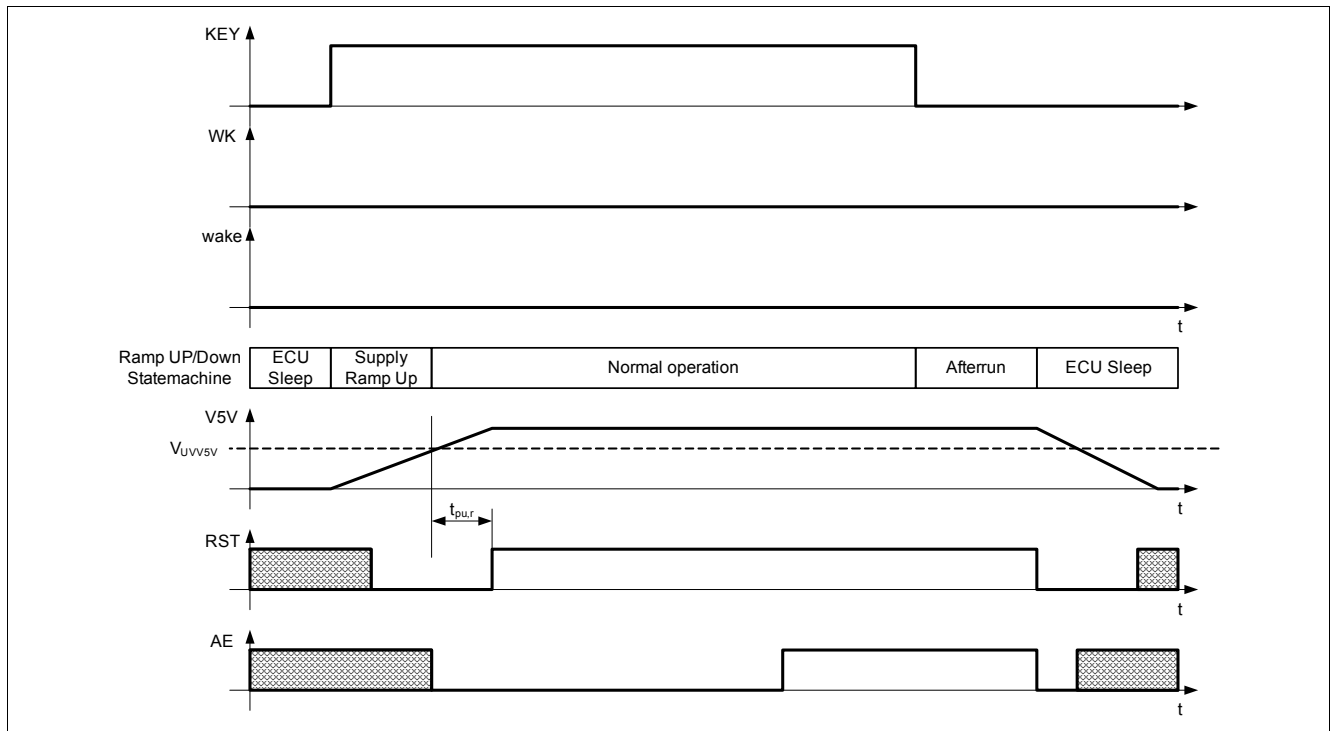 KEY
WK
wake
t
Ramp UP/Down
Statemachine
ECU
Sleep
Supply
Ramp Up
Normal operation
Afterrun
ECU Sleep
V5V
VUVV5V
t
tpu,r
RST
t
AE
t